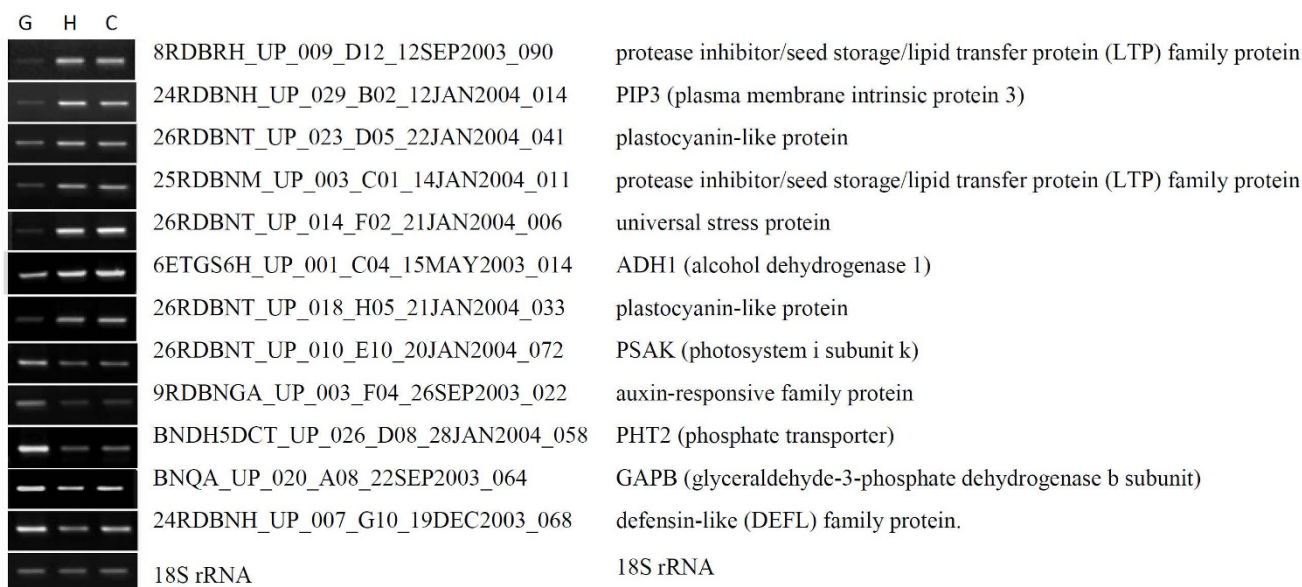 G H C
8RDBRH_UP_009_D12_12SEP2003_090 protease inhibitor/seed storage/lipid transfer protein (LTP) family protein
24RDBNH_UP_029_B02_12JAN2004_014 PIP3 (plasma membrane intrinsic protein 3)
26RDBNT_UP_023_D05_22JAN2004_041 plastocyanin-like protein
25RDBNM_UP_003_C01_14JAN2004_011 protease inhibitor/seed storage/lipid transfer protein (LTP) family protein
26RDBNT_UP_014_F02_21JAN2004_006 universal stress protein
6ETGS6H_UP_001_C04_15MAY2003_014 ADH1 (alcohol dehydrogenase 1)
26RDBNT_UP_018_H05_21JAN2004_033 plastocyanin-like protein
26RDBNT_UP_010_E10_20JAN2004_072 PSAK (photosystem i subunit k)
9RDBNGA_UP_003_F04_26SEP2003_022 auxin-responsive family protein
BNDH5DCT_UP_026_D08_28JAN2004_058 PHT2 (phosphate transporter)
BNQA_UP_020_A08_22SEP2003_064 GAPB (glyceraldehyde-3-phosphate dehydrogenase b subunit)
24RDBNH_UP_007_G10_19DEC2003_068 defensin-like (DEFL) family protein.
18S rRNA 18S rRNA